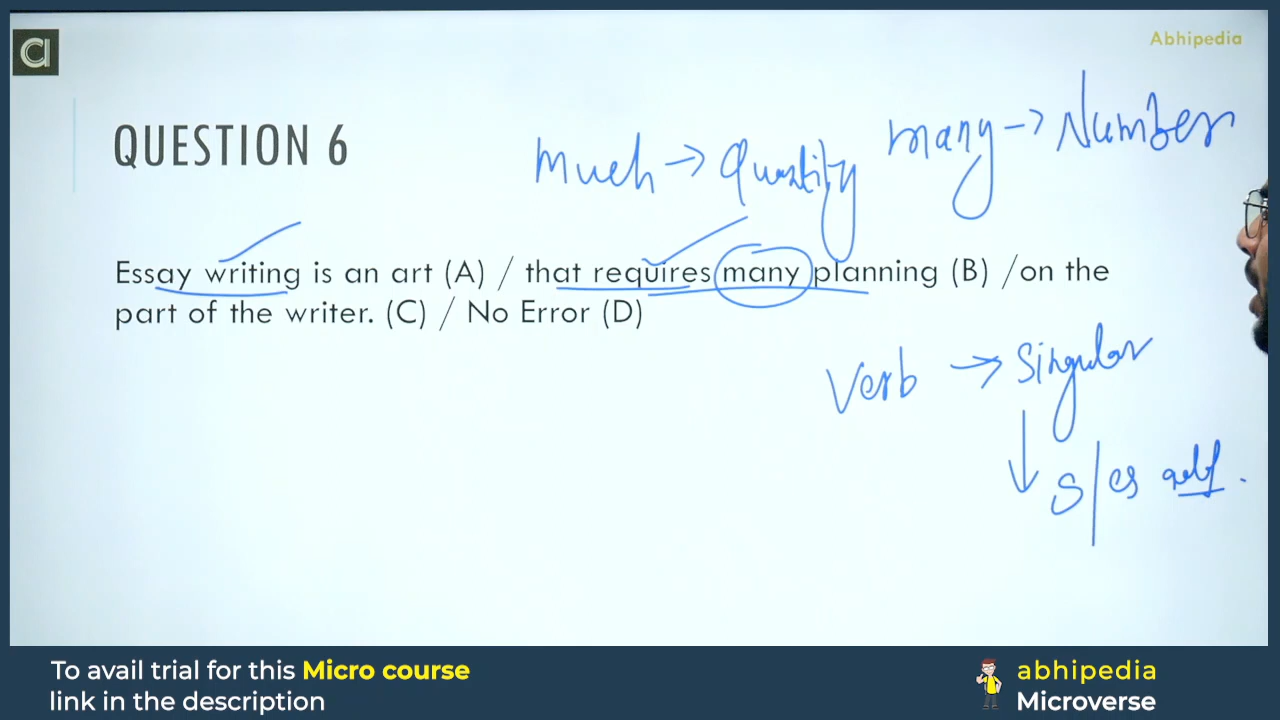 Abhipedia
QUESTION 6
Much → Quantity
many → Number
Essay writing is an art (A) / that requires many planning (B) /on the
part of the writer. (C) / No Error (D)
Verb → Singular
↓ S/es
To avail trial for this Micro course
link in the description
abhipedia
Microverse